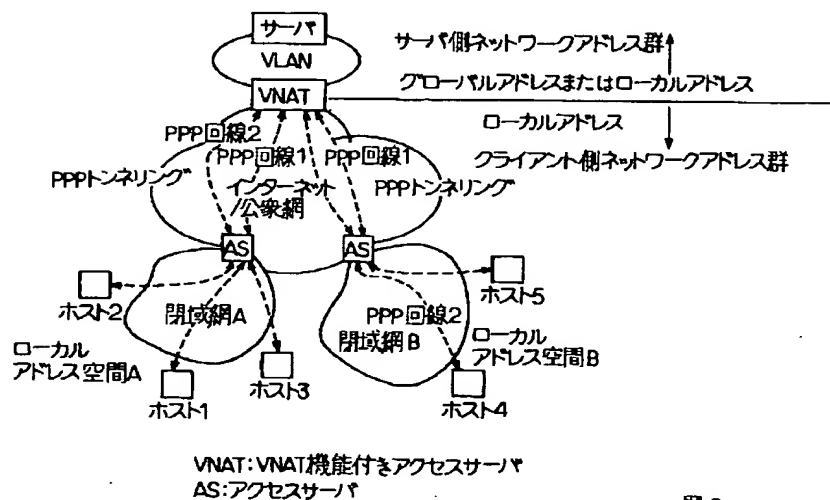 サーバ
VLAN
VNAT
サーバ側ネットワークアドレス群
グローバルアドレスまたはローカルアドレス
ローカルアドレス
クライアント側ネットワークアドレス群
PPP回線2
PPP回線1
PPP回線1
PPPトンネリング
インターネット
/公衆網
PPPトンネリング
AS
AS
ホスト2
閉域網A
ホスト5
PPP回線2
閉域網B
ローカル
アドレス空間A
ローカル
アドレス空間B
ホスト1
ホスト3
ホスト4
VNAT:VNAT機能付きアクセスサーバ
AS:アクセスサーバ